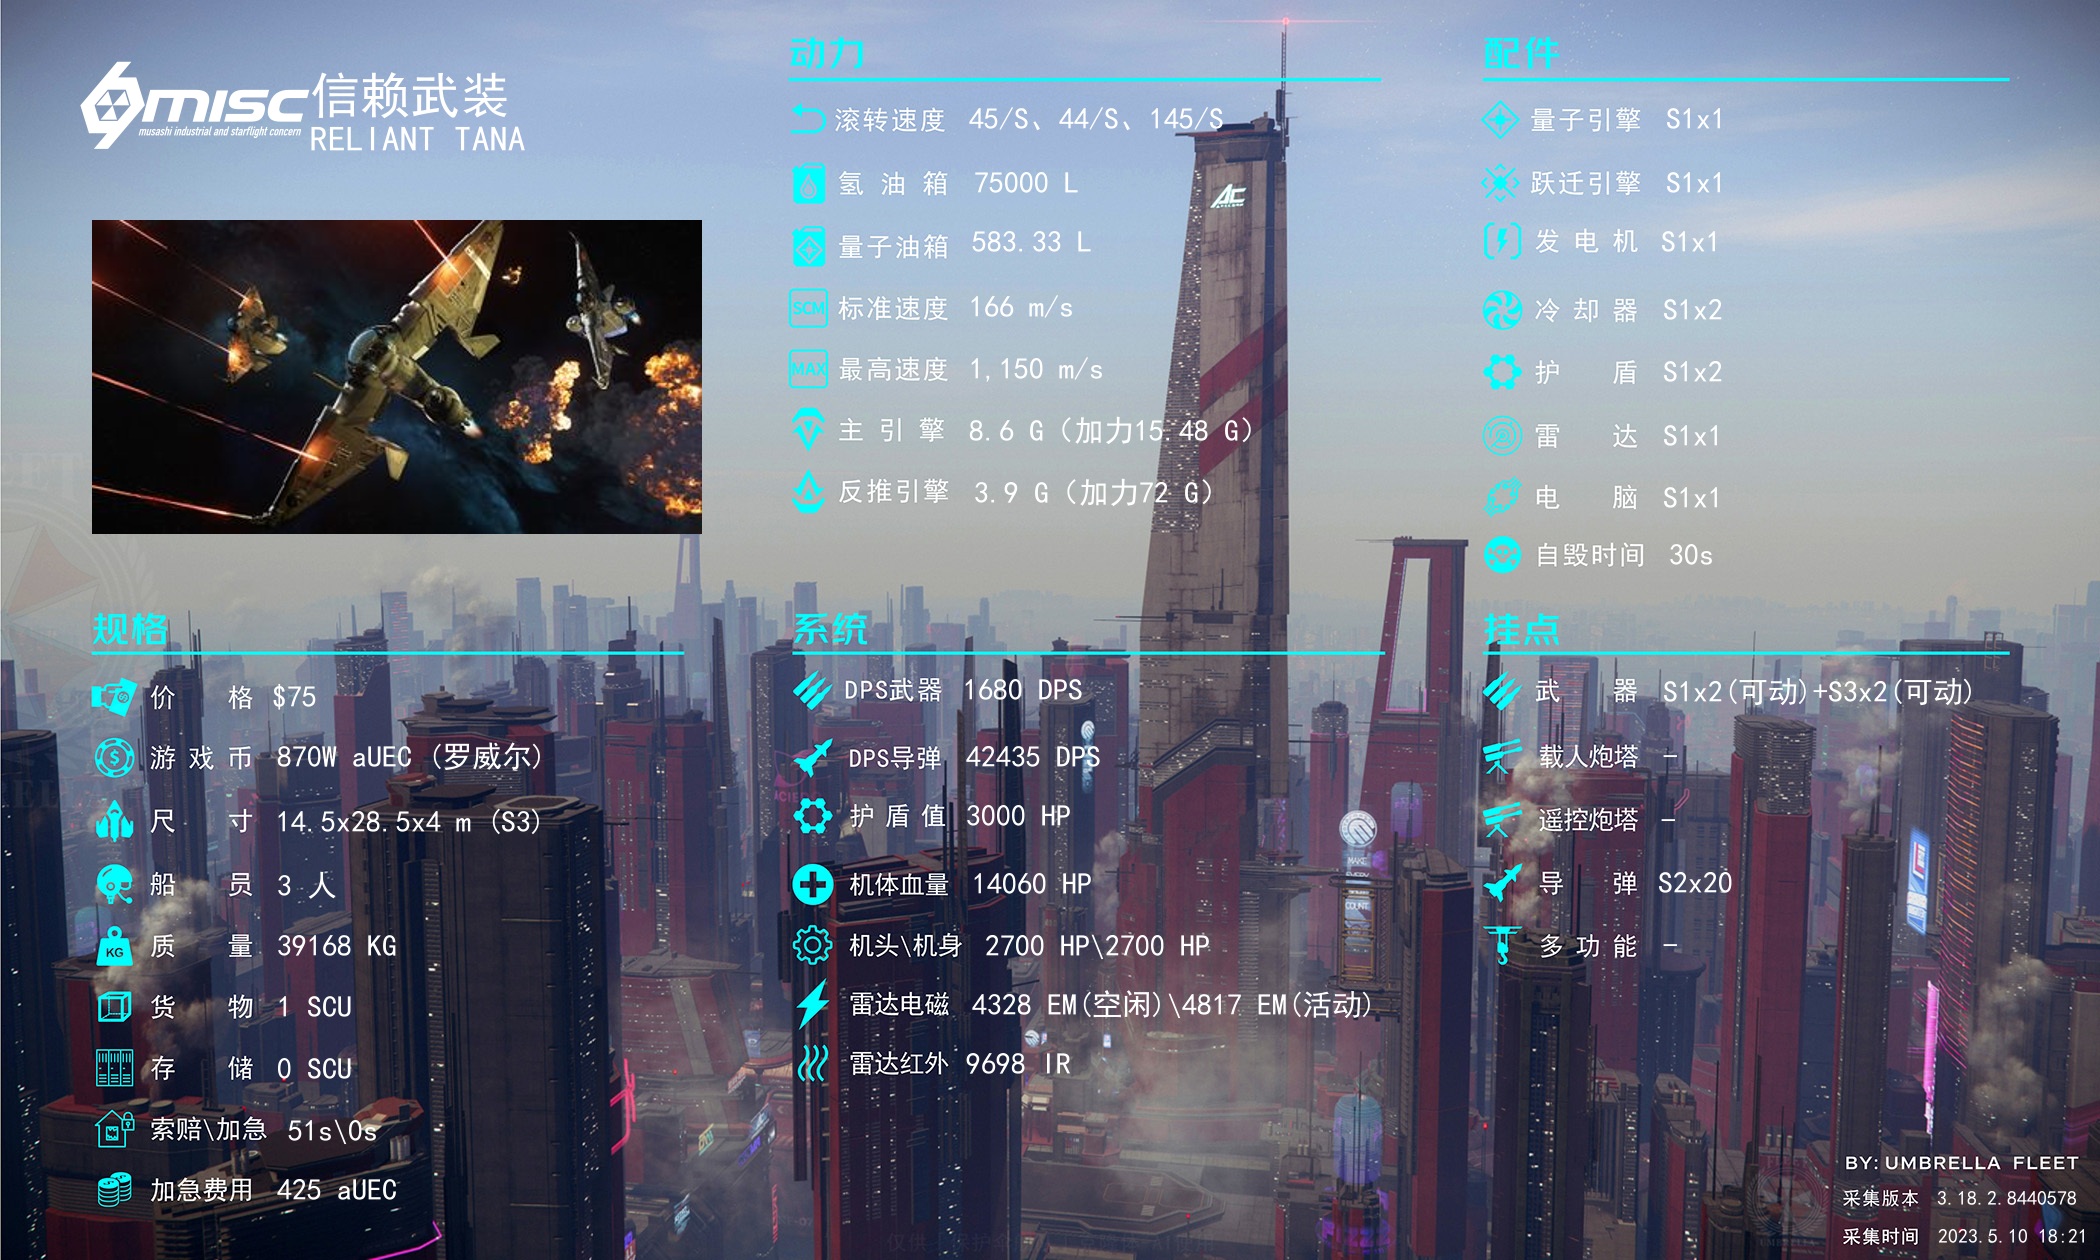 misc
musashi industrial and starflight concern
信赖武装
RELIANT TANA
动力
滚转速度 45/S、44/S、145/S
氢油箱 75000 L
量子油箱 583.33 L
SCM 标准速度 166 m/s
MAX 最高速度 1,150 m/s
主引擎 8.6 G（加力15.48 G）
反推引擎 3.9 G（加力72 G）
配件
量子引擎 S1x1
跃迁引擎 S1x1
发电机 S1x1
冷却器 S1x2
护盾 S1x2
雷达 S1x1
电脑 S1x1
自毁时间 30s
规格
价格 $75
游戏币 870W aUEC (罗威尔)
尺寸 14.5x28.5x4 m (S3)
船员 3 人
KG 质量 39168 KG
货物 1 SCU
存储 0 SCU
索赔\加急 51s\0s
加急费用 425 aUEC
系统
DPS武器 1680 DPS
DPS导弹 42435 DPS
护盾值 3000 HP
机体血量 14060 HP
机头\机身 2700 HP\2700 HP
雷达电磁 4328 EM(空闲)\4817 EM(活动)
雷达红外 9698 IR
挂点
武器 S1x2(可动)+S3x2(可动)
载人炮塔 -
遥控炮塔 -
导弹 S2x20
多功能 -
AC
MAKE
EVERY
COUNT
BY: UMBRELLA FLEET
采集版本 3.18.2.8440578
采集时间 2023.5.10 18:21